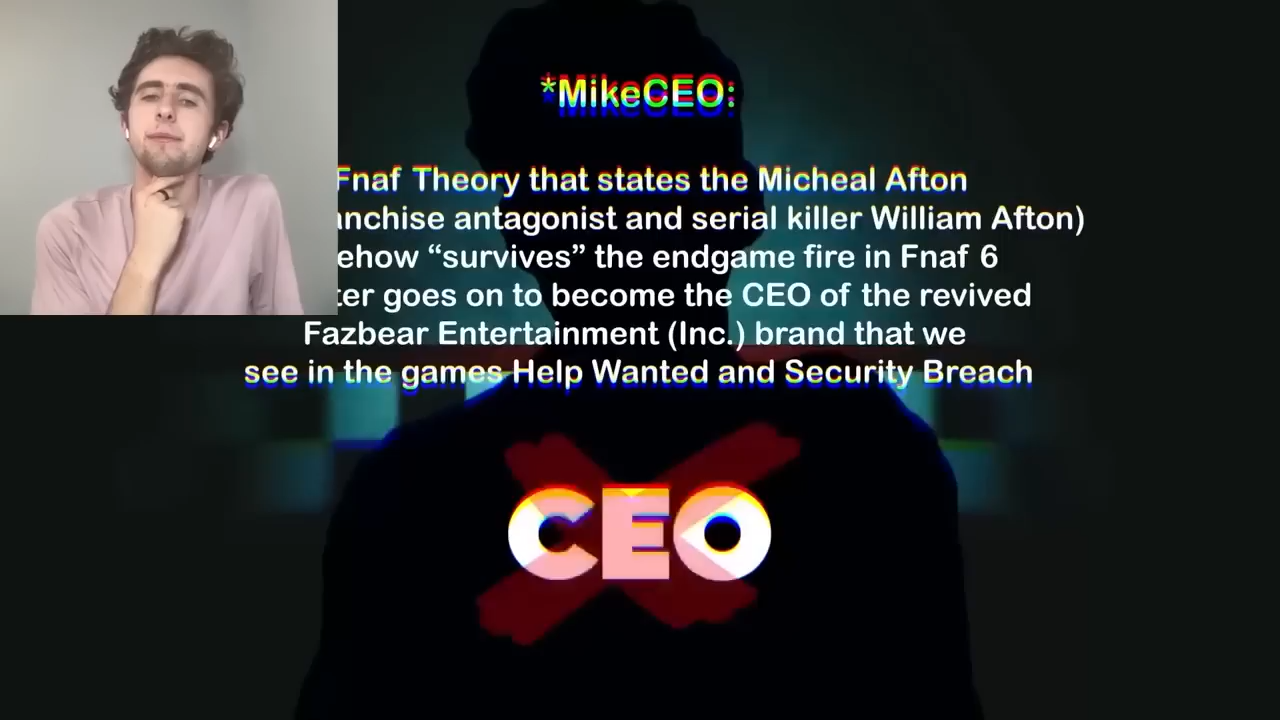 *MikeCEO:
Fnaf Theory that states the Micheal Afton
anchise antagonist and serial killer William Afton)
ehow “survives” the endgame fire in Fnaf 6
ter goes on to become the CEO of the revived
Fazbear Entertainment (Inc.) brand that we
see in the games Help Wanted and Security Breach
CEO